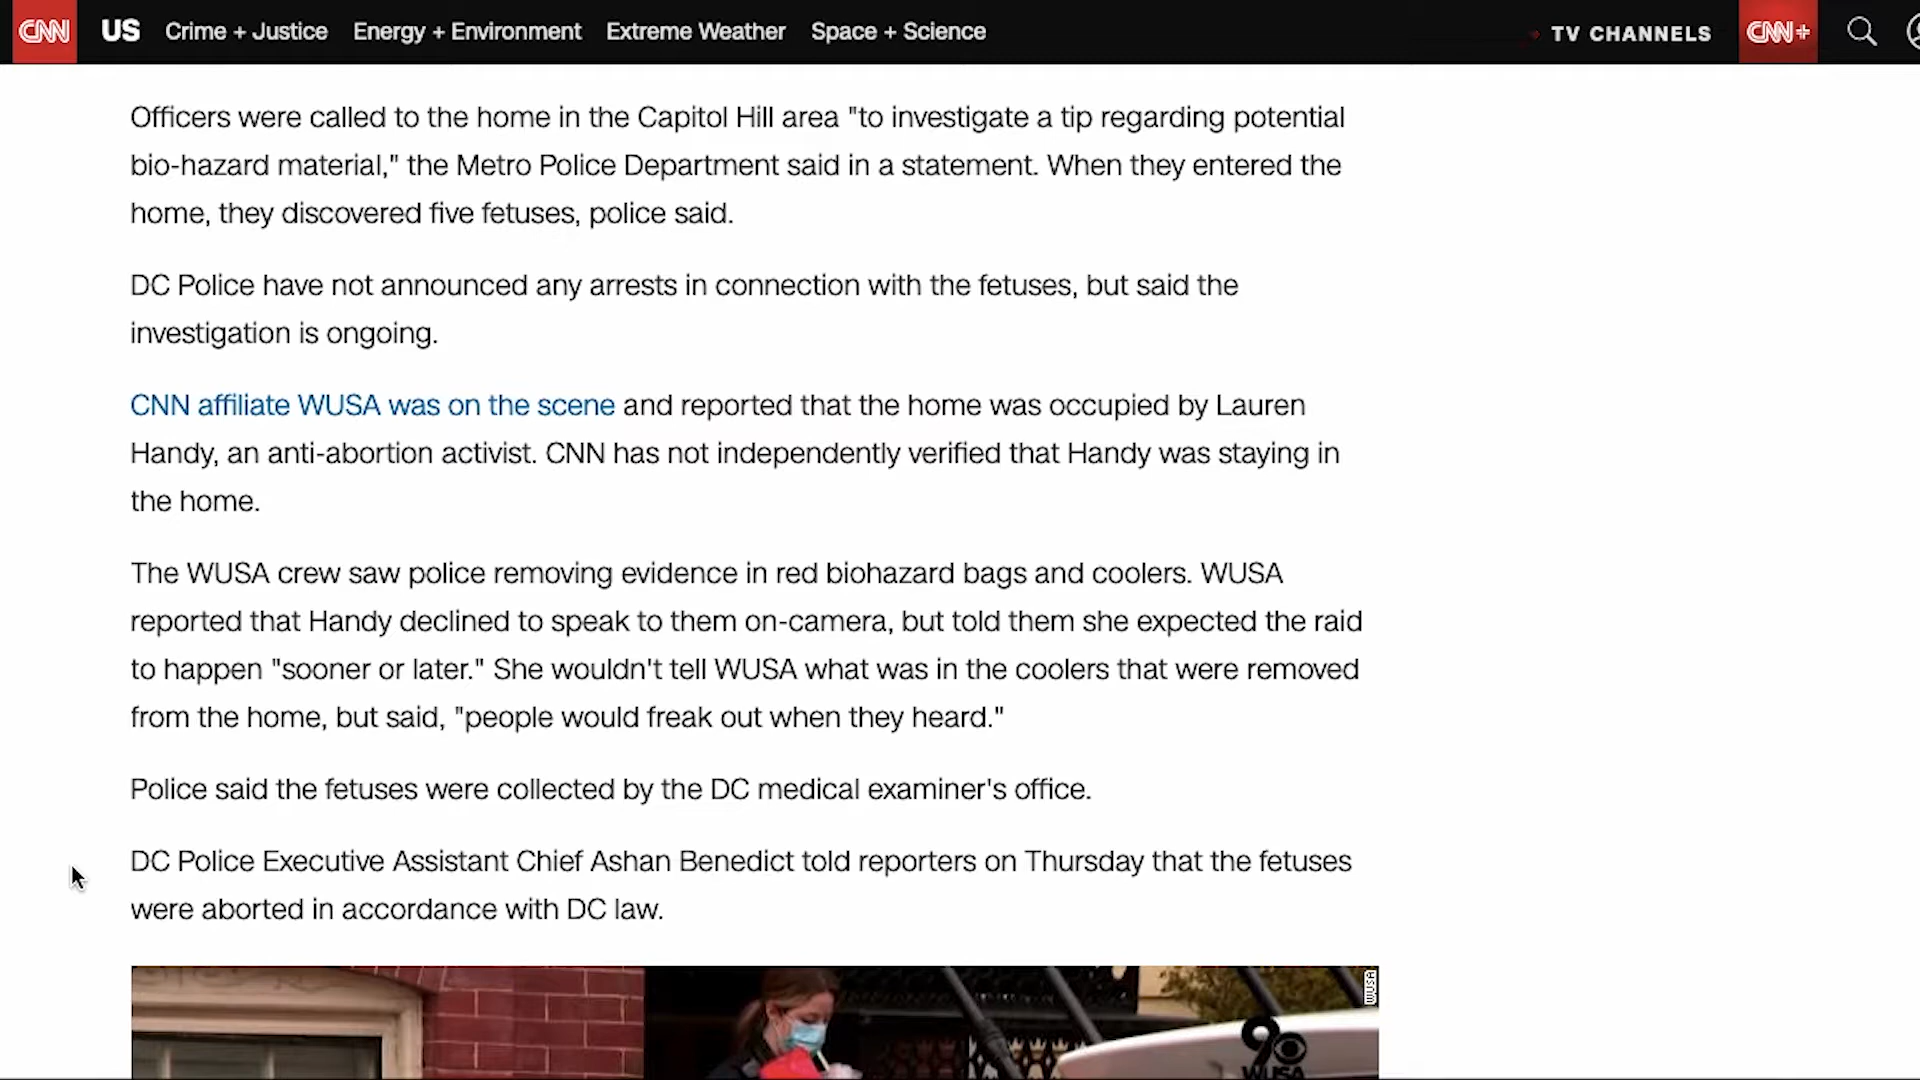 CNN US Crime + Justice Energy + Environment Extreme Weather Space + Science TV CHANNELS CNN+
Officers were called to the home in the Capitol Hill area "to investigate a tip regarding potential
bio-hazard material," the Metro Police Department said in a statement. When they entered the
home, they discovered five fetuses, police said.
DC Police have not announced any arrests in connection with the fetuses, but said the
investigation is ongoing.
CNN affiliate WUSA was on the scene and reported that the home was occupied by Lauren
Handy, an anti-abortion activist. CNN has not independently verified that Handy was staying in
the home.
The WUSA crew saw police removing evidence in red biohazard bags and coolers. WUSA
reported that Handy declined to speak to them on-camera, but told them she expected the raid
to happen "sooner or later." She wouldn't tell WUSA what was in the coolers that were removed
from the home, but said, "people would freak out when they heard."
Police said the fetuses were collected by the DC medical examiner's office.
DC Police Executive Assistant Chief Ashan Benedict told reporters on Thursday that the fetuses
were aborted in accordance with DC law.
WUSA
9
WUSA